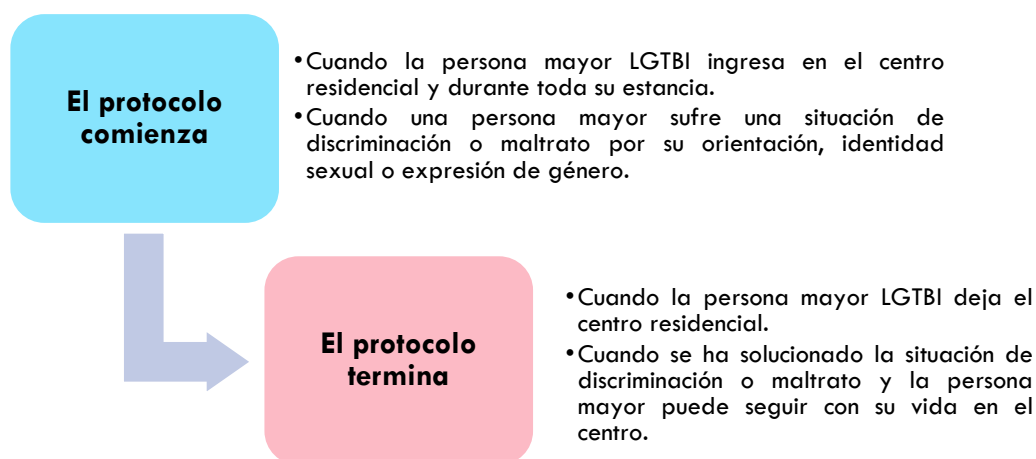 El protocolo
comienza
•Cuando la persona mayor LGTBI ingresa en el centro
residencial y durante toda su estancia.
•Cuando una persona mayor sufre una situación de
discriminación o maltrato por su orientación, identidad
sexual o expresión de género.
El protocolo
termina
•Cuando la persona mayor LGTBI deja el
centro residencial.
•Cuando se ha solucionado la situación de
discriminación o maltrato y la persona
mayor puede seguir con su vida en el
centro.